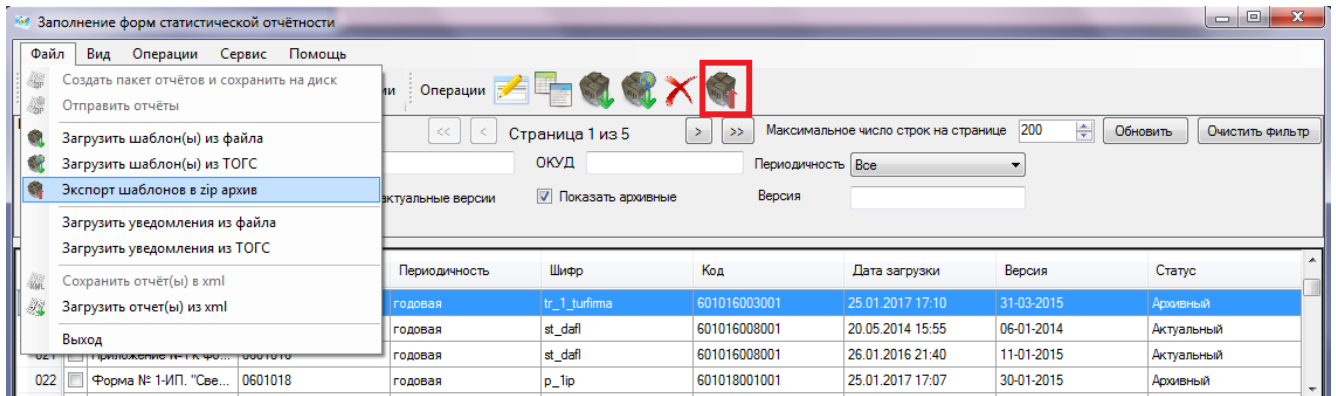 Заполнение форм статистической отчётности
Файл Вид Операции Сервис Помощь
Создать пакет отчётов и сохранить на диск
Отправить отчёты
Загрузить шаблон(ы) из файла
Загрузить шаблон(ы) из ТОГС
Экспорт шаблонов в zip архив
Загрузить уведомления из файла
Загрузить уведомления из ТОГС
Сохранить отчёт(ы) в xml
Загрузить отчет(ы) из xml
Выход
Операции
<< < Страница 1 из 5 > >> Максимальное число строк на странице 200 Обновить Очистить фильтр
ОКУД Периодичность Все
актуальные версии Показать архивные Версия
Периодичность Шифр Код Дата загрузки Версия Статус
годовая tr_1_turfirma 601016003001 25.01.2017 17:10 31-03-2015 Архивный
годовая st_dafl 601016008001 20.05.2014 15:55 06-01-2014 Актуальный
годовая st_dafl 601016008001 26.01.2016 21:40 11-01-2015 Актуальный
022 Форма № 1-ИП. "Све... 0601018 годовая p_1ip 601018001001 25.01.2017 17:07 30-01-2015 Архивный